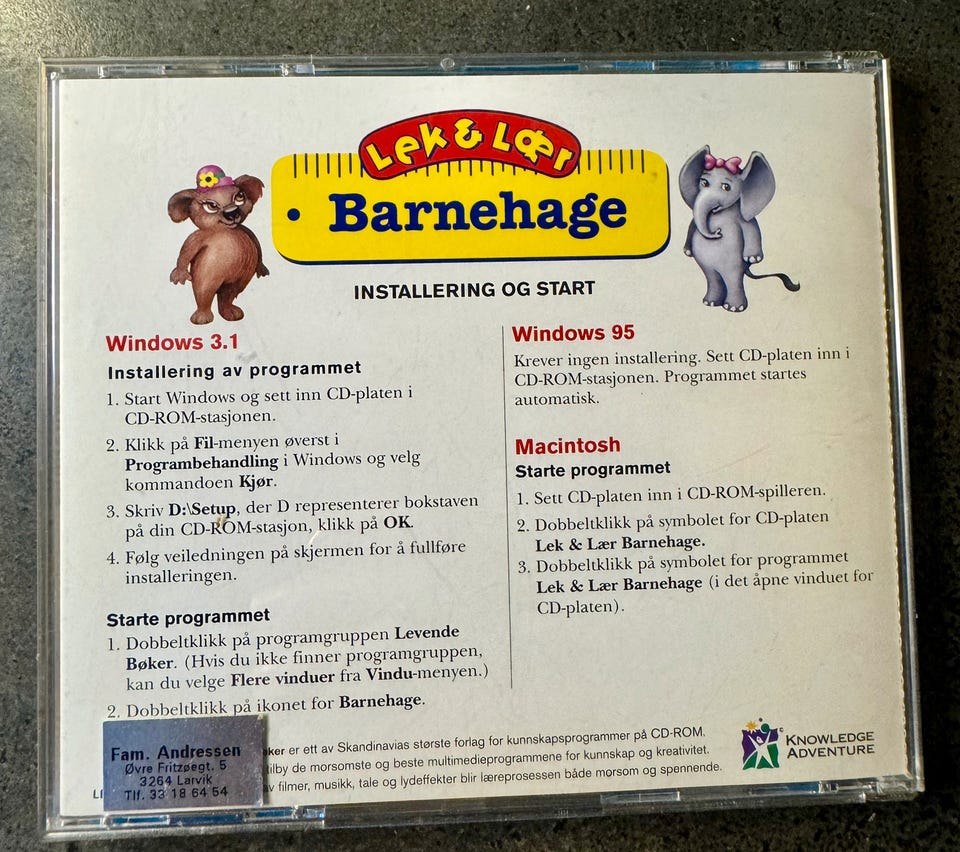 Lek & Lær
Barnehage
INSTALLERING OG START
Windows 3.1
Installering av programmet
1. Start Windows og sett inn CD-platen i
CD-ROM-stasjonen.
2. Klikk på Fil-menyen øverst i
Programbehandling i Windows og velg
kommandoen Kjør.
3. Skriv D:\Setup, der D representerer bokstaven
på din CD-ROM-stasjon, klikk på OK.
4. Følg veiledningen på skjermen for å fullføre
installeringen.
Starte programmet
1. Dobbeltklikk på programgruppen Levende
Bøker. (Hvis du ikke finner programgruppen,
kan du velge Flere vinduer fra Vindu-menyen.)
2. Dobbeltklikk på ikonet for Barnehage.
Windows 95
Krever ingen installering. Sett CD-platen inn i
CD-ROM-stasjonen. Programmet startes
automatisk.
Macintosh
Starte programmet
1. Sett CD-platen inn i CD-ROM-spilleren.
2. Dobbeltklikk på symbolet for CD-platen
Lek & Lær Barnehage.
3. Dobbeltklikk på symbolet for programmet
Lek & Lær Barnehage (i det åpne vinduet for
CD-platen).
Fam. Andressen
Øvre Fritzøegt. 5
3264 Larvik
Tlf. 33 18 64 54
er ett av Skandinavias største forlag for kunnskapsprogrammer på CD-ROM.
tilby de morsomste og beste multimedieprogrammene for kunnskap og kreativitet.
av filmer, musikk, tale og lydeffekter blir læreprosessen både morsom og spennende.
KNOWLEDGE
ADVENTURE